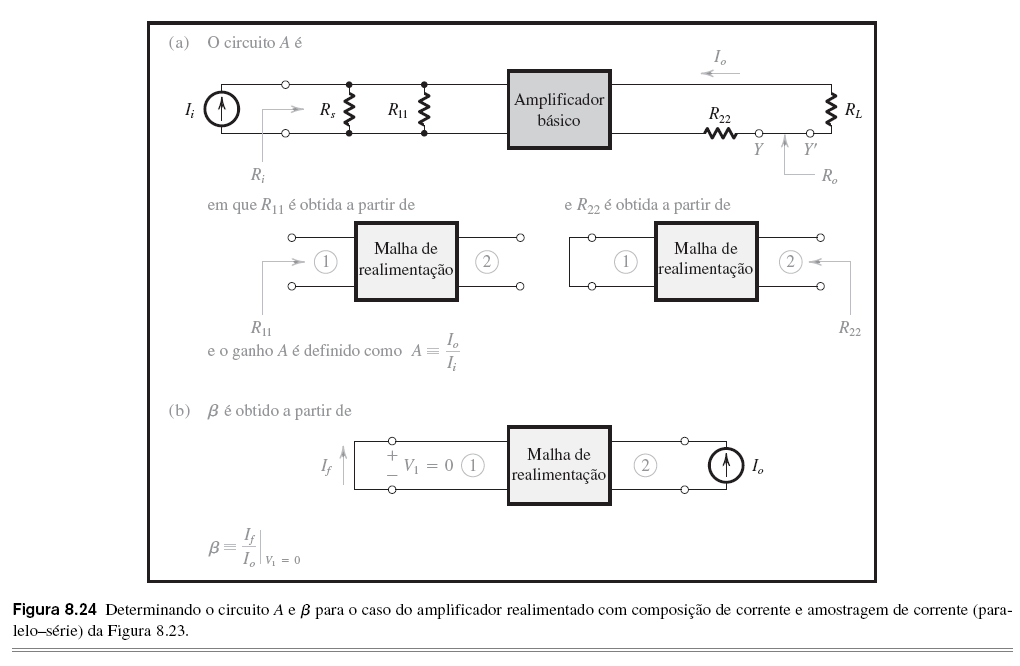 (a) O circuito A é
I_o
I_i
R_s
R_11
Amplificador
básico
R_22
R_L
Y
Y'
R_i
R_o
em que R_11 é obtida a partir de
e R_22 é obtida a partir de
1
Malha de
realimentação
2
1
Malha de
realimentação
2
R_11
R_22
e o ganho A é definido como A ≡ I_o / I_i
(b) β é obtido a partir de
I_f
+
− V_1 = 0 1
Malha de
realimentação
2
I_o
β ≡ I_f / I_o | V_1 = 0
Figura 8.24 Determinando o circuito A e β para o caso do amplificador realimentado com composição de corrente e amostragem de corrente (para-
lelo–série) da Figura 8.23.